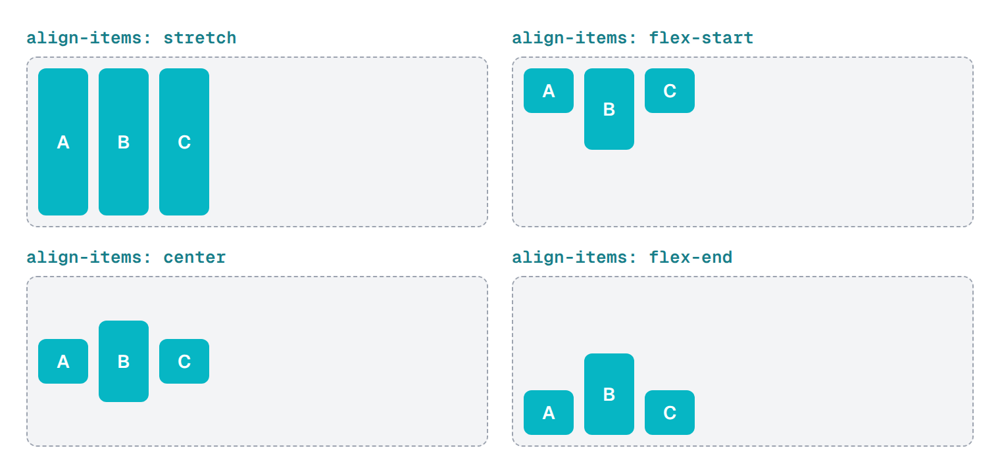 align-items: stretch
A B C
align-items: flex-start
A B C
align-items: center
A B C
align-items: flex-end
A B C